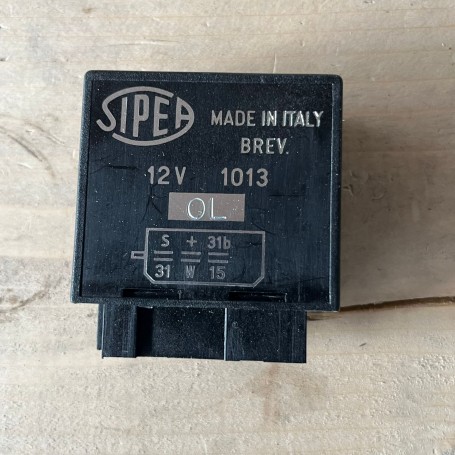 SIPEA
MADE IN ITALY
BREV.
12V 1013
OL
S + 31b
31 W 15